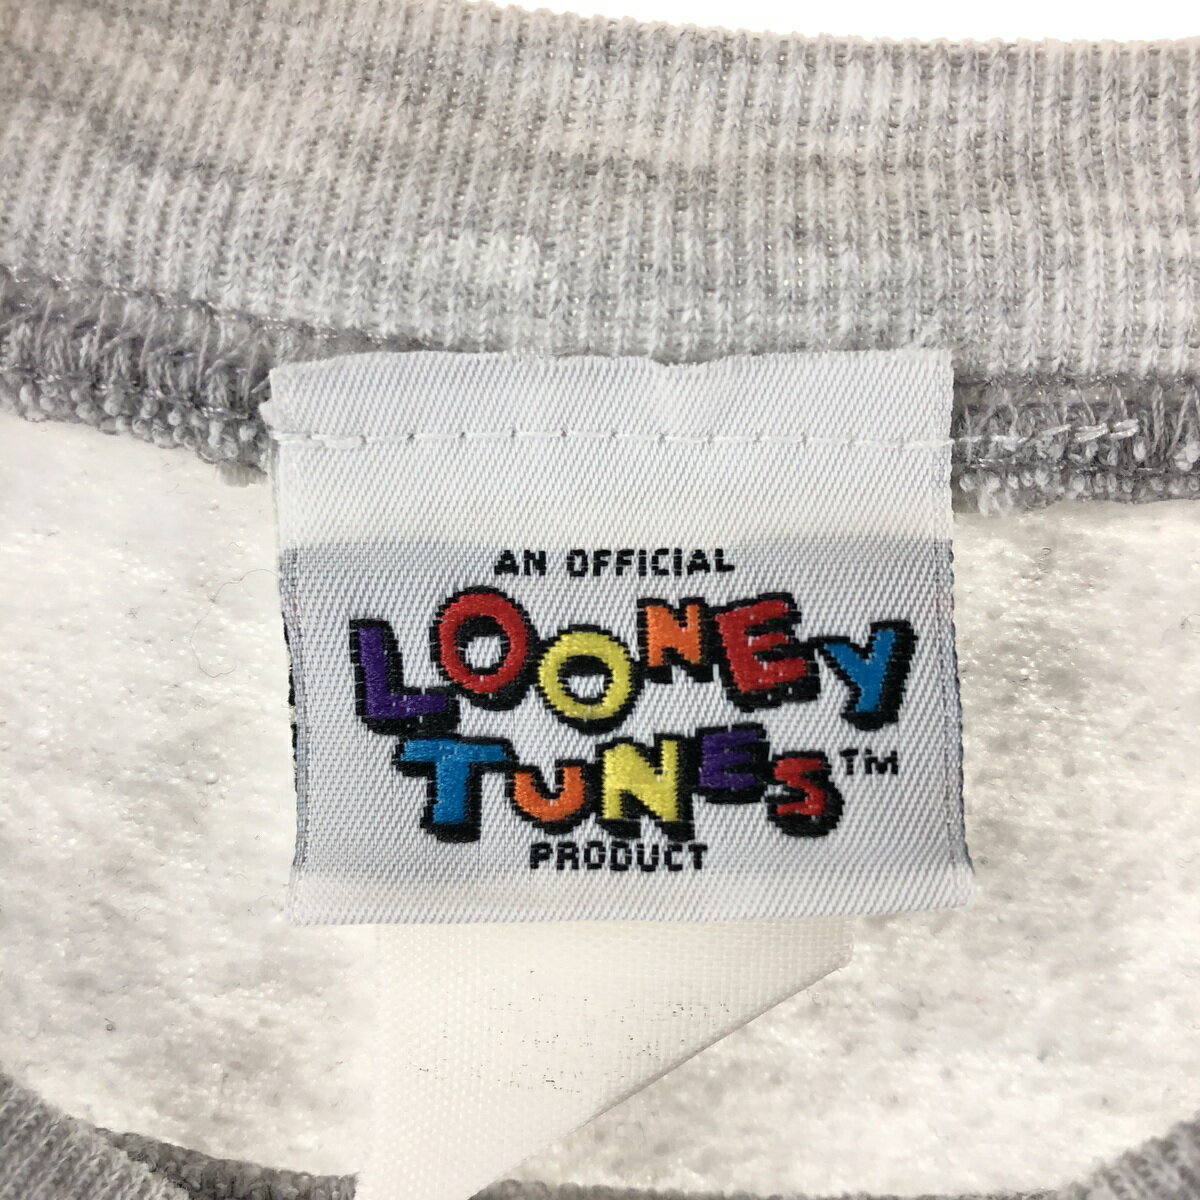 AN OFFICIAL
LOONEY
TUNES™
PRODUCT